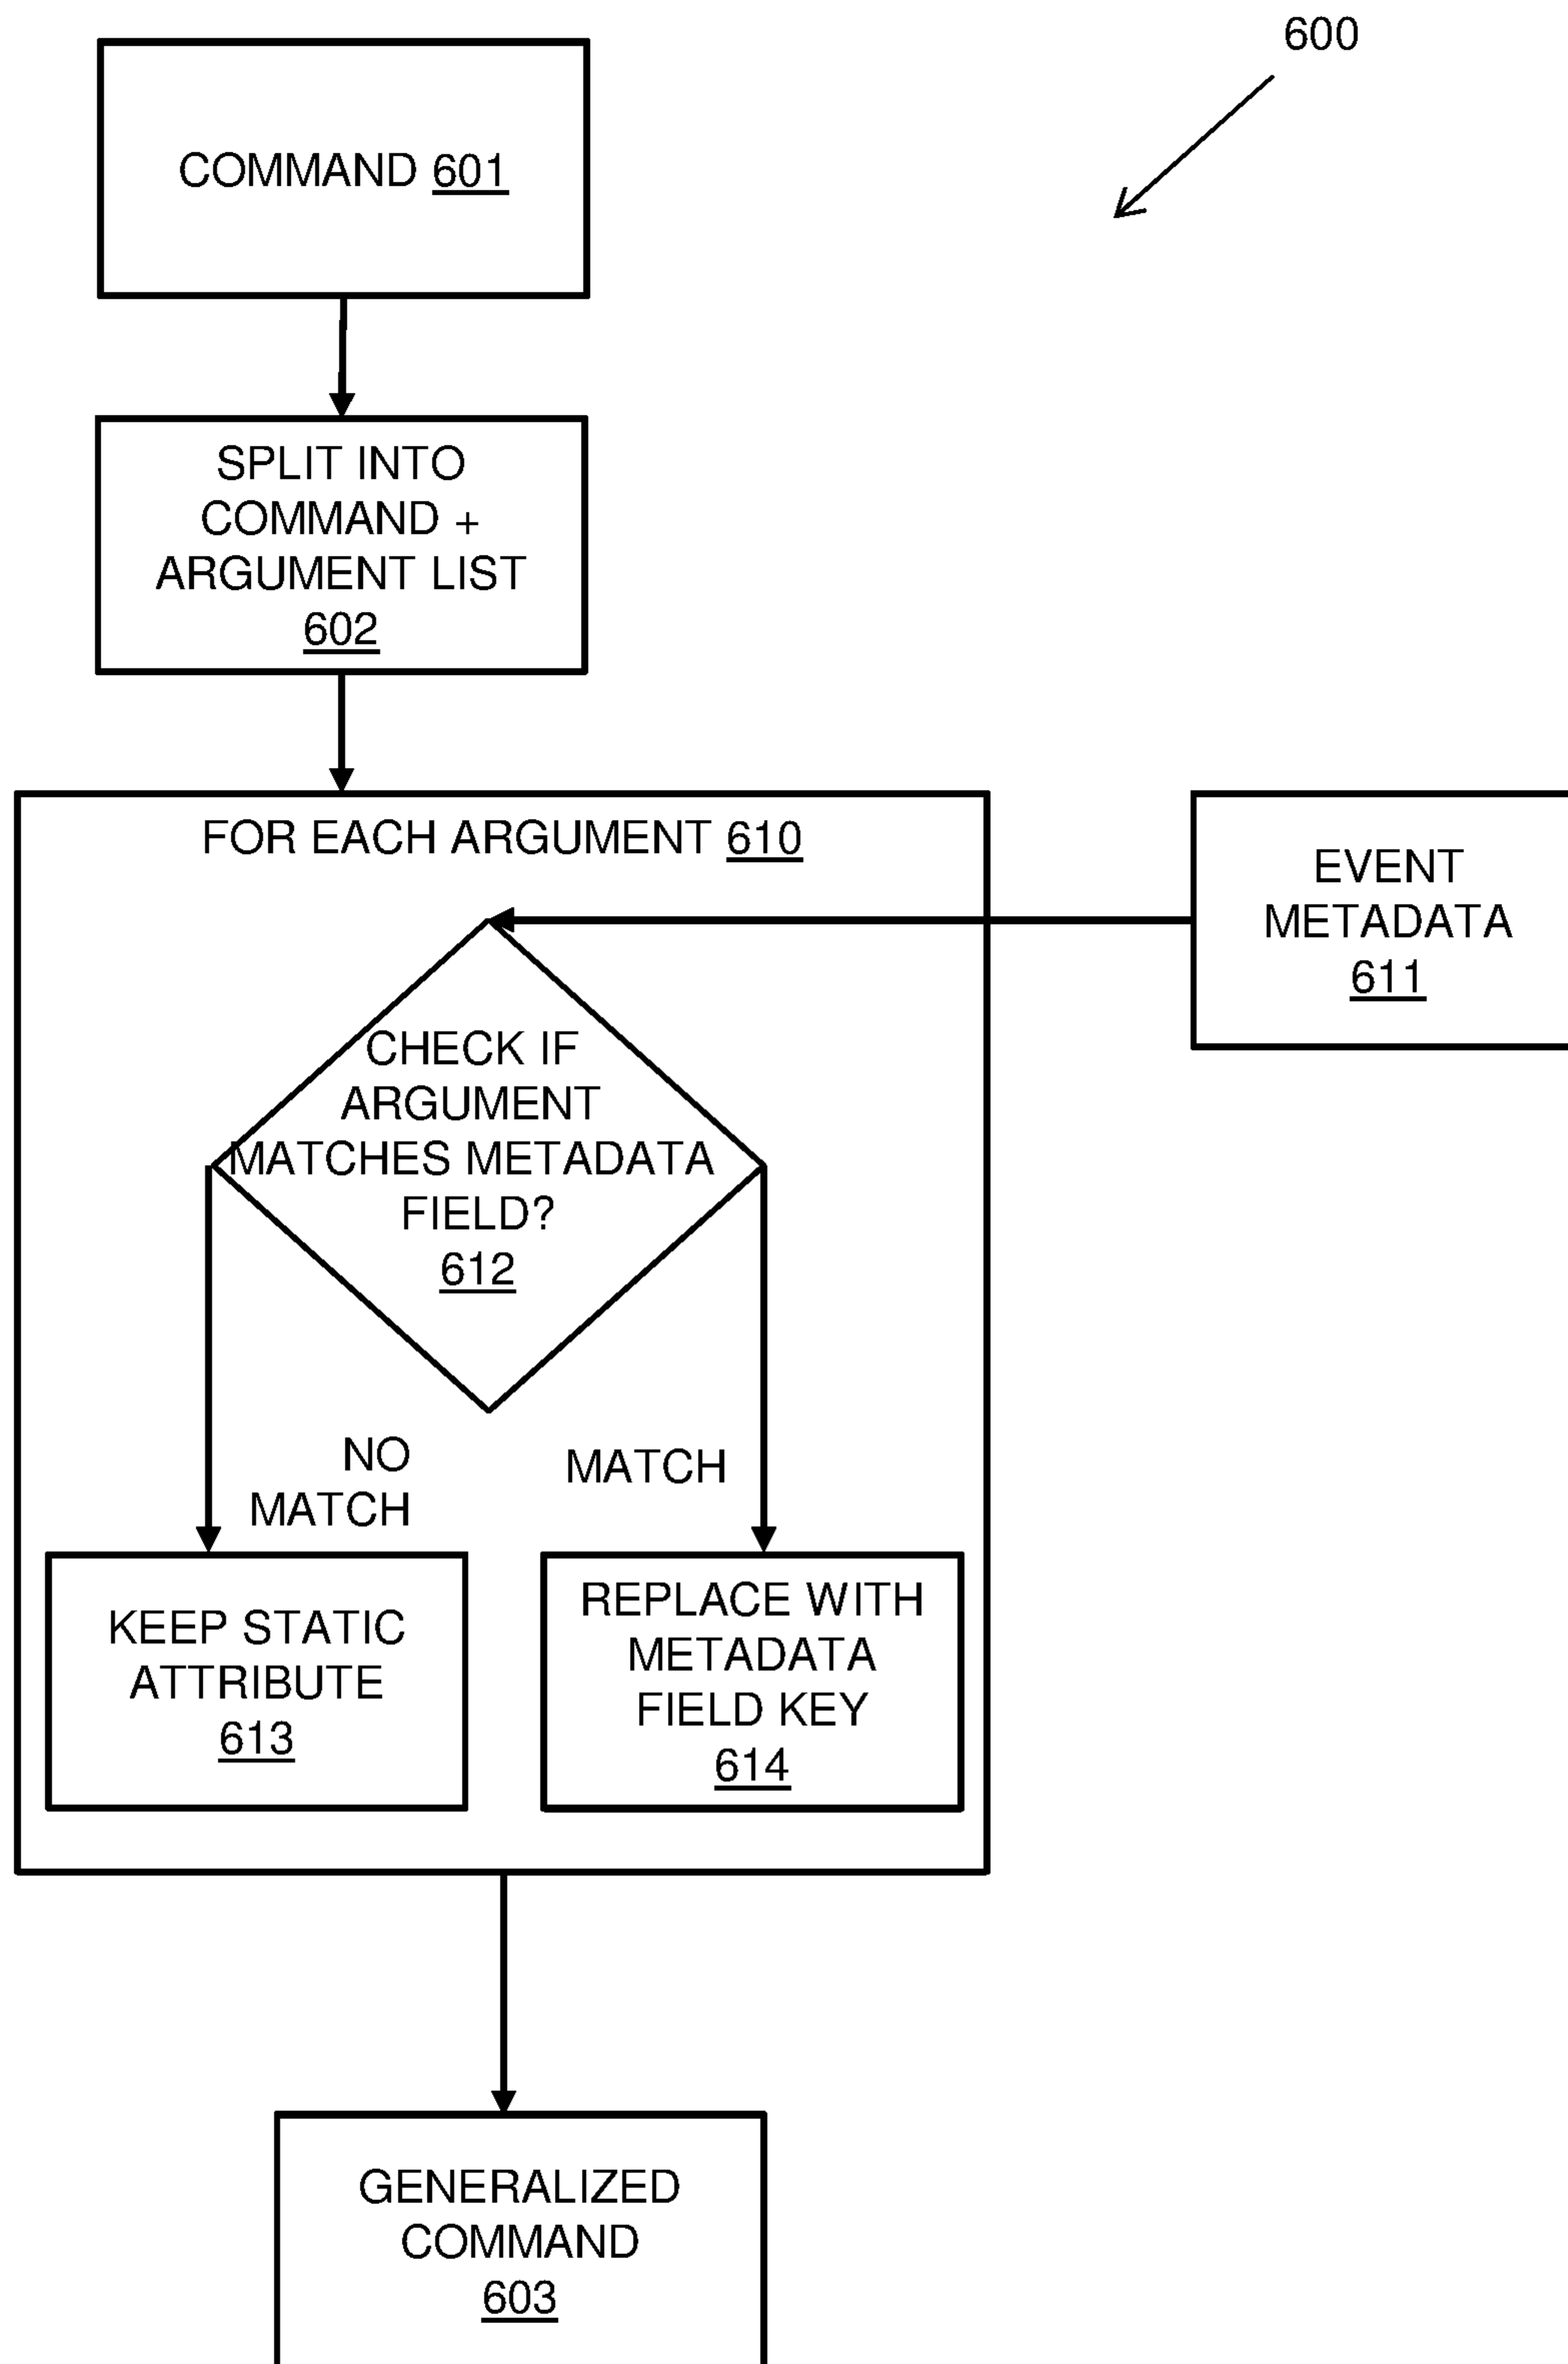 600
COMMAND 601
SPLIT INTO
COMMAND +
ARGUMENT LIST
602
FOR EACH ARGUMENT 610
EVENT
METADATA
611
CHECK IF
ARGUMENT
MATCHES METADATA
FIELD?
612
NO
MATCH
MATCH
KEEP STATIC
ATTRIBUTE
613
REPLACE WITH
METADATA
FIELD KEY
614
GENERALIZED
COMMAND
603